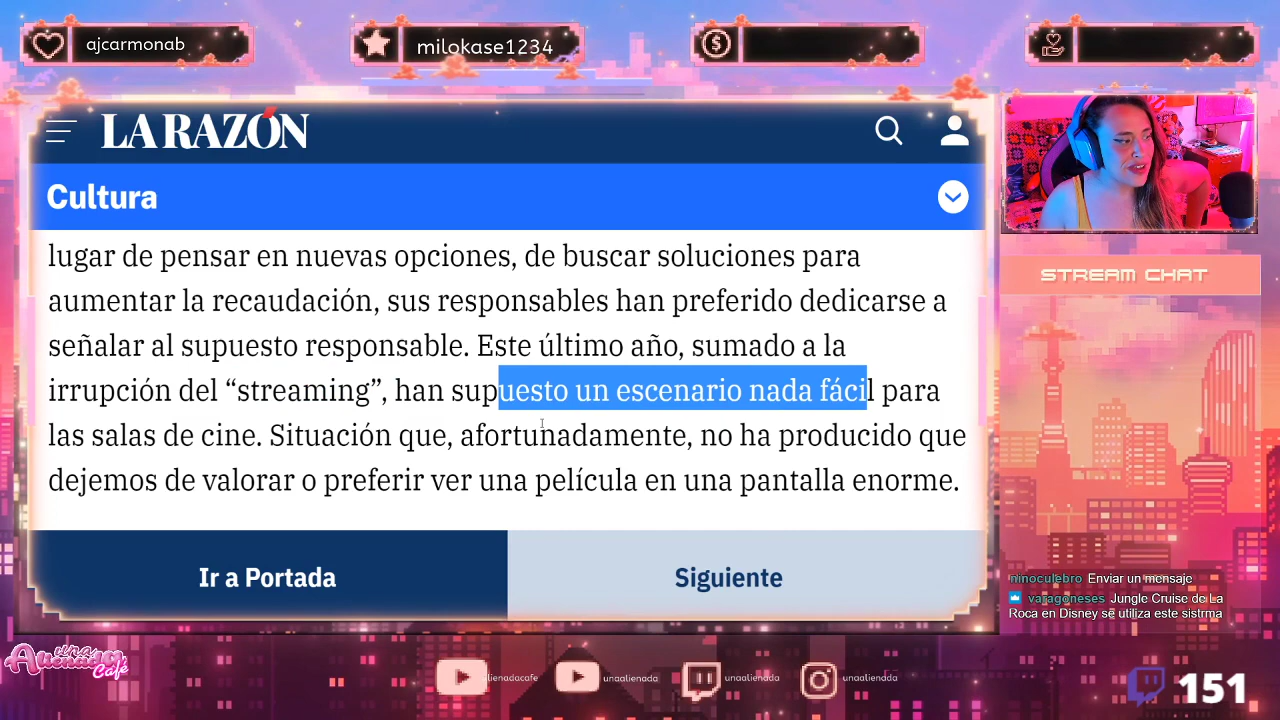 ajcarmonab
milokase1234
LA RAZÓN
Cultura
lugar de pensar en nuevas opciones, de buscar soluciones para
aumentar la recaudación, sus responsables han preferido dedicarse a
señalar al supuesto responsable. Este último año, sumado a la
irrupción del “streaming”, han supuesto un escenario nada fácil para
las salas de cine. Situación que, afortunadamente, no ha producido que
dejemos de valorar o preferir ver una película en una pantalla enorme.
Ir a Portada
Siguiente
STREAM CHAT
ninoculebro Enviar un mensaje
varagoneses Jungle Cruise de La
Roca en Disney se utiliza este sistrma
una
Alienada
Café
alienadacafe
unaalienada
unaalienada
unaalienada
151